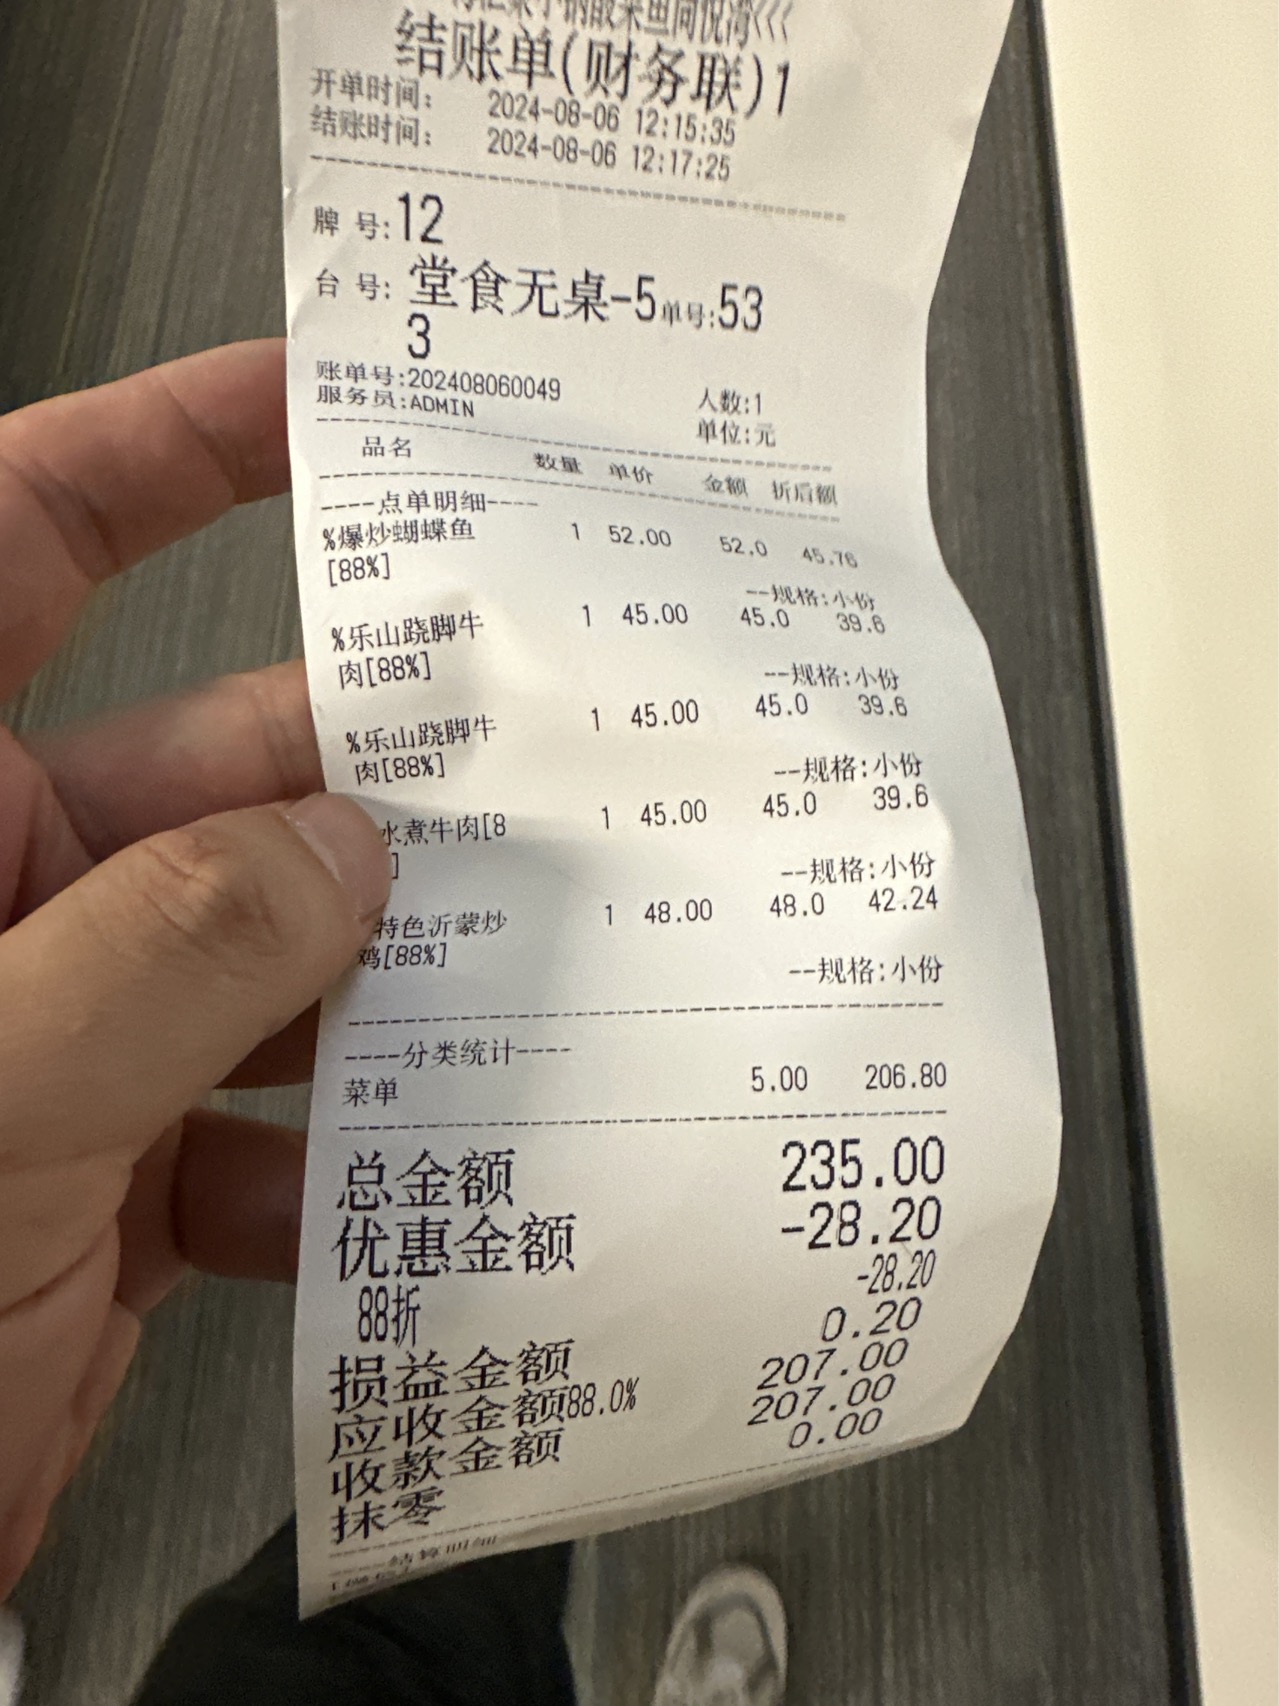 酸菜鱼同悦湾<<<
结账单(财务联)1
开单时间: 2024-08-06 12:15:35
结账时间: 2024-08-06 12:17:25
牌 号:12
台 号: 堂食无桌-5单号:53
3
账单号:202408060049 人数:1
服务员:ADMIN 单位:元
品名 数量 单价 金额 折后额
----点单明细----
%爆炒蝴蝶鱼 1 52.00 52.0 45.76
[88%]
--规格:小份
%乐山跷脚牛 1 45.00 45.0 39.6
肉[88%]
--规格:小份
%乐山跷脚牛 1 45.00 45.0 39.6
肉[88%]
--规格:小份
水煮牛肉[8 1 45.00 45.0 39.6
]
--规格:小份
特色沂蒙炒 1 48.00 48.0 42.24
鸡[88%]
--规格:小份
----分类统计----
菜单 5.00 206.80
总金额 235.00
优惠金额 -28.20
88折 -28.20
损益金额 0.20
应收金额88.0% 207.00
收款金额 207.00
抹零 0.00
----结算明细